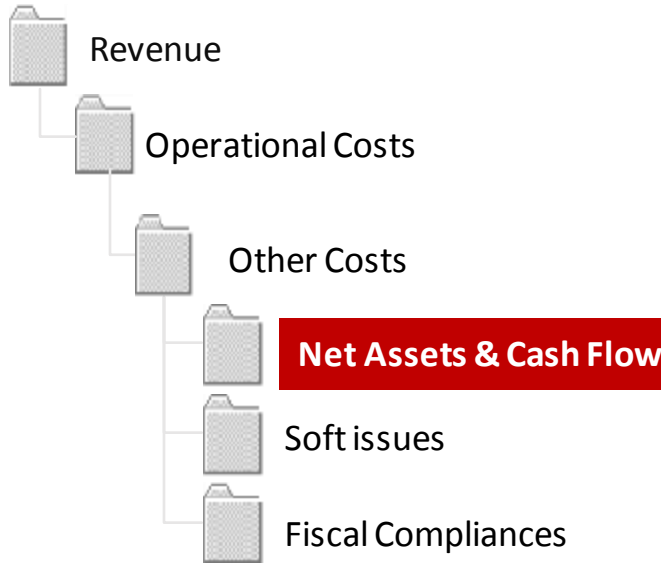 Revenue
Operational Costs
Other Costs
Net Assets & Cash Flow
Soft issues
Fiscal Compliances